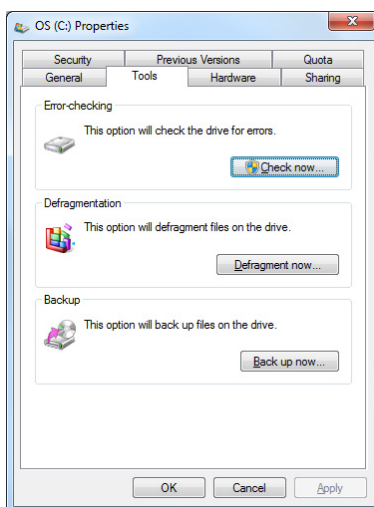 OS (C:) Properties
Security Previous Versions Quota
General Tools Hardware Sharing
Error-checking
This option will check the drive for errors.
Check now...
Defragmentation
This option will defragment files on the drive.
Defragment now...
Backup
This option will back up files on the drive.
Back up now...
OK Cancel Apply